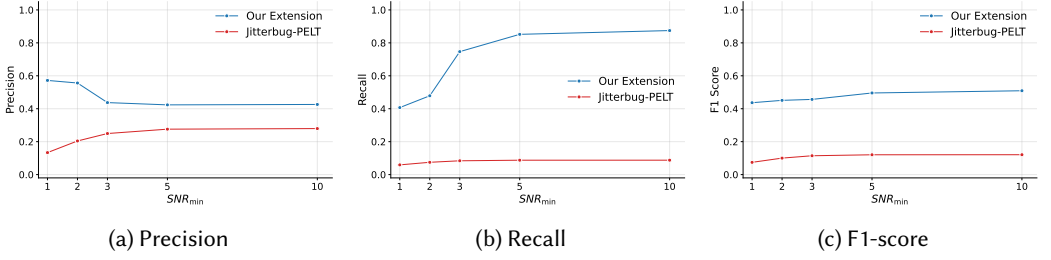 1.0
0.8
0.6
0.4
0.2
0.0
Precision
Our Extension
Jitterbug-PELT
1 2 3 5 10
SNRmin
(a) Precision
1.0
0.8
0.6
0.4
0.2
0.0
Recall
Our Extension
Jitterbug-PELT
1 2 3 5 10
SNRmin
(b) Recall
1.0
0.8
0.6
0.4
0.2
0.0
F1 Score
Our Extension
Jitterbug-PELT
1 2 3 5 10
SNRmin
(c) F1-score